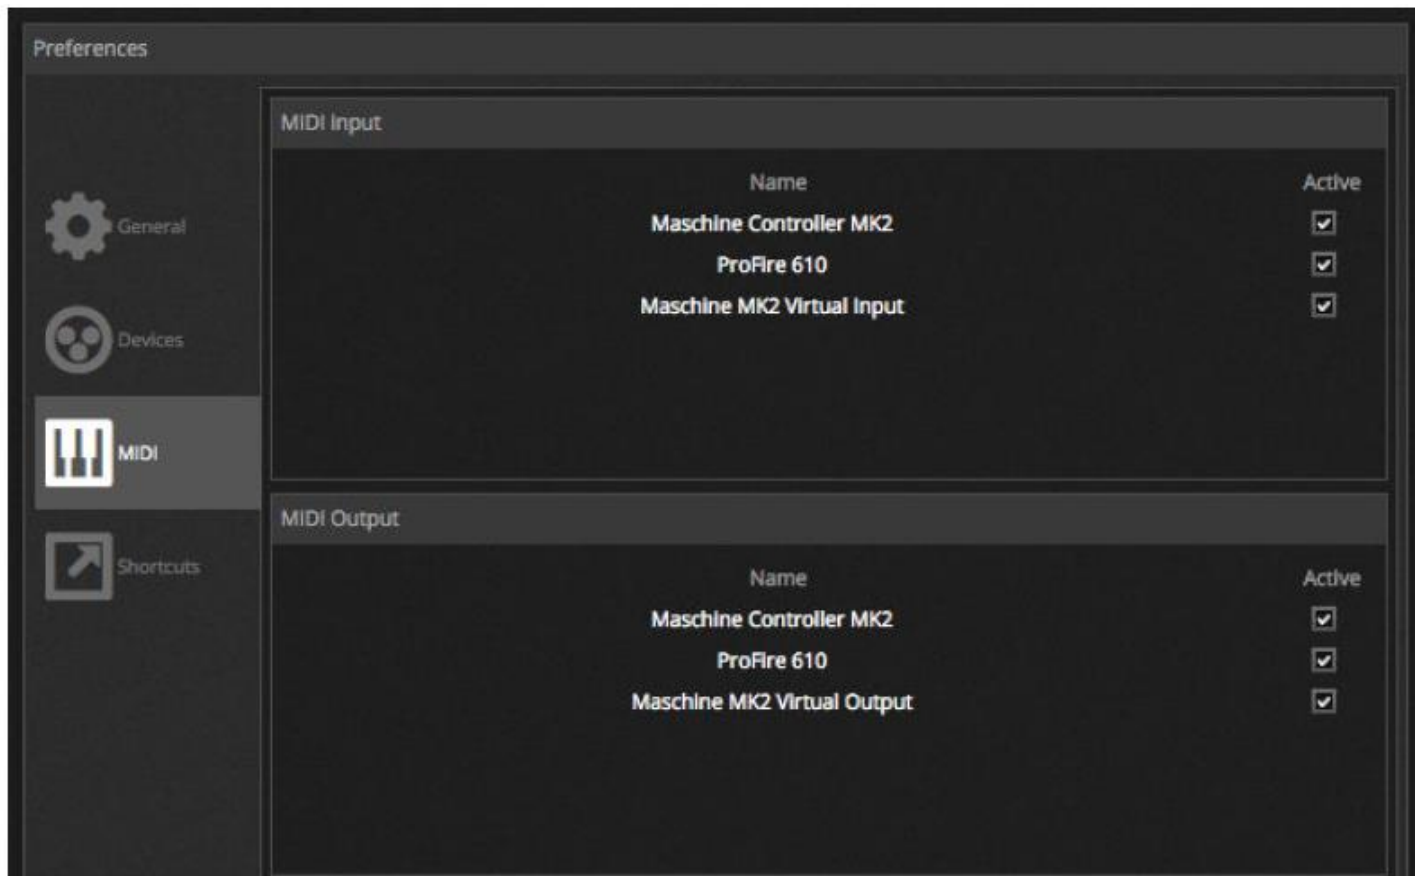 Preferences
General
Devices
MIDI
Shortcuts
MIDI Input
Name Active
Maschine Controller MK2
ProFire 610
Maschine MK2 Virtual Input
MIDI Output
Name Active
Maschine Controller MK2
ProFire 610
Maschine MK2 Virtual Output